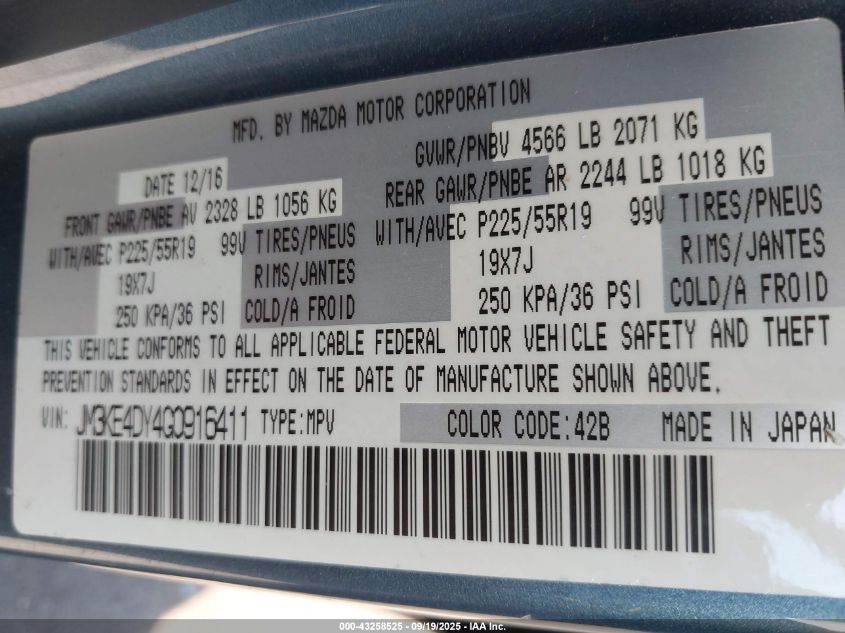 MFD. BY MAZDA MOTOR CORPORATION
DATE 12/16
GVWR/PNBV 4566 LB 2071 KG
FRONT GAWR/PNBE AV 2328 LB 1056 KG
REAR GAWR/PNBE AR 2244 LB 1018 KG
WITH/AVEC P225/55R19 99V TIRES/PNEUS
WITH/AVEC P225/55R19 99V TIRES/PNEUS
19X7J RIMS/JANTES
19X7J RIMS/JANTES
250 KPA/36 PSI COLD/A FROID
250 KPA/36 PSI COLD/A FROID
THIS VEHICLE CONFORMS TO ALL APPLICABLE FEDERAL MOTOR VEHICLE SAFETY AND THEFT
PREVENTION STANDARDS IN EFFECT ON THE DATE OF MANUFACTURE SHOWN ABOVE.
VIN: JM3KE4DY4G0916411 TYPE:MPV COLOR CODE:42B MADE IN JAPAN
000-43258525 - 09/19/2025 - IAA Inc.